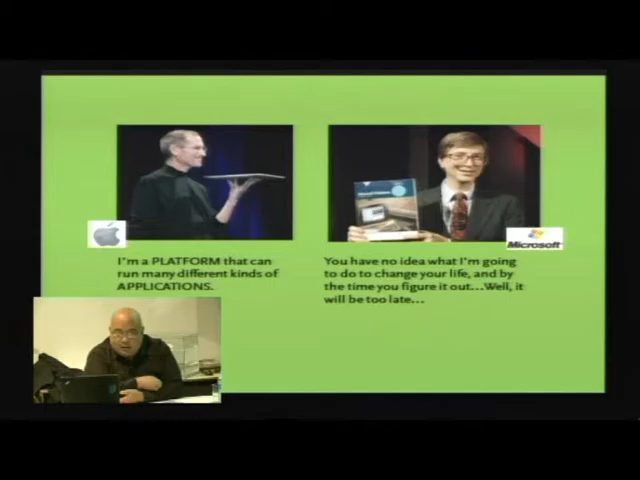 Microsoft
I'm a PLATFORM that can
run many different kinds of
APPLICATIONS.
You have no idea what I'm going
to do to change your life, and by
the time you figure it out...Well, it
will be too late...